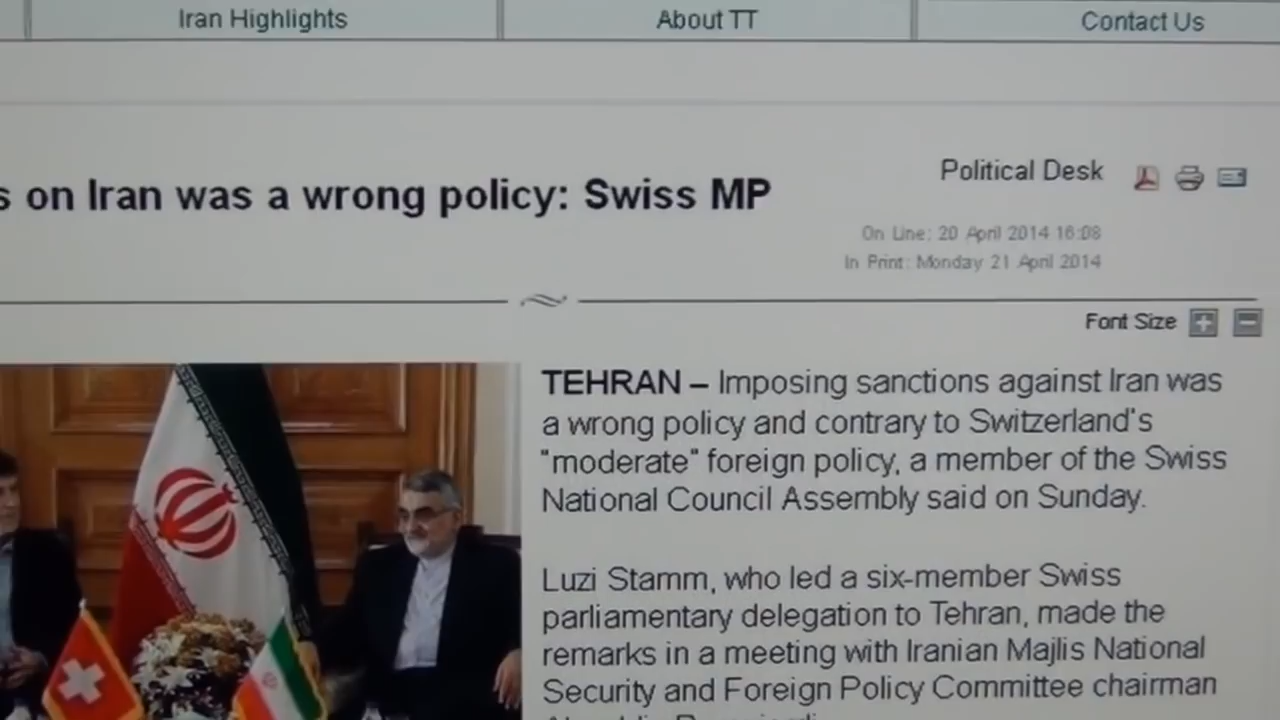 Iran Highlights
About TT
Contact Us
s on Iran was a wrong policy: Swiss MP
Political Desk
On Line: 20 April 2014 16:08
In Print: Monday 21 April 2014
Font Size
TEHRAN – Imposing sanctions against Iran was
a wrong policy and contrary to Switzerland's
"moderate" foreign policy, a member of the Swiss
National Council Assembly said on Sunday.
Luzi Stamm, who led a six-member Swiss
parliamentary delegation to Tehran, made the
remarks in a meeting with Iranian Majlis National
Security and Foreign Policy Committee chairman